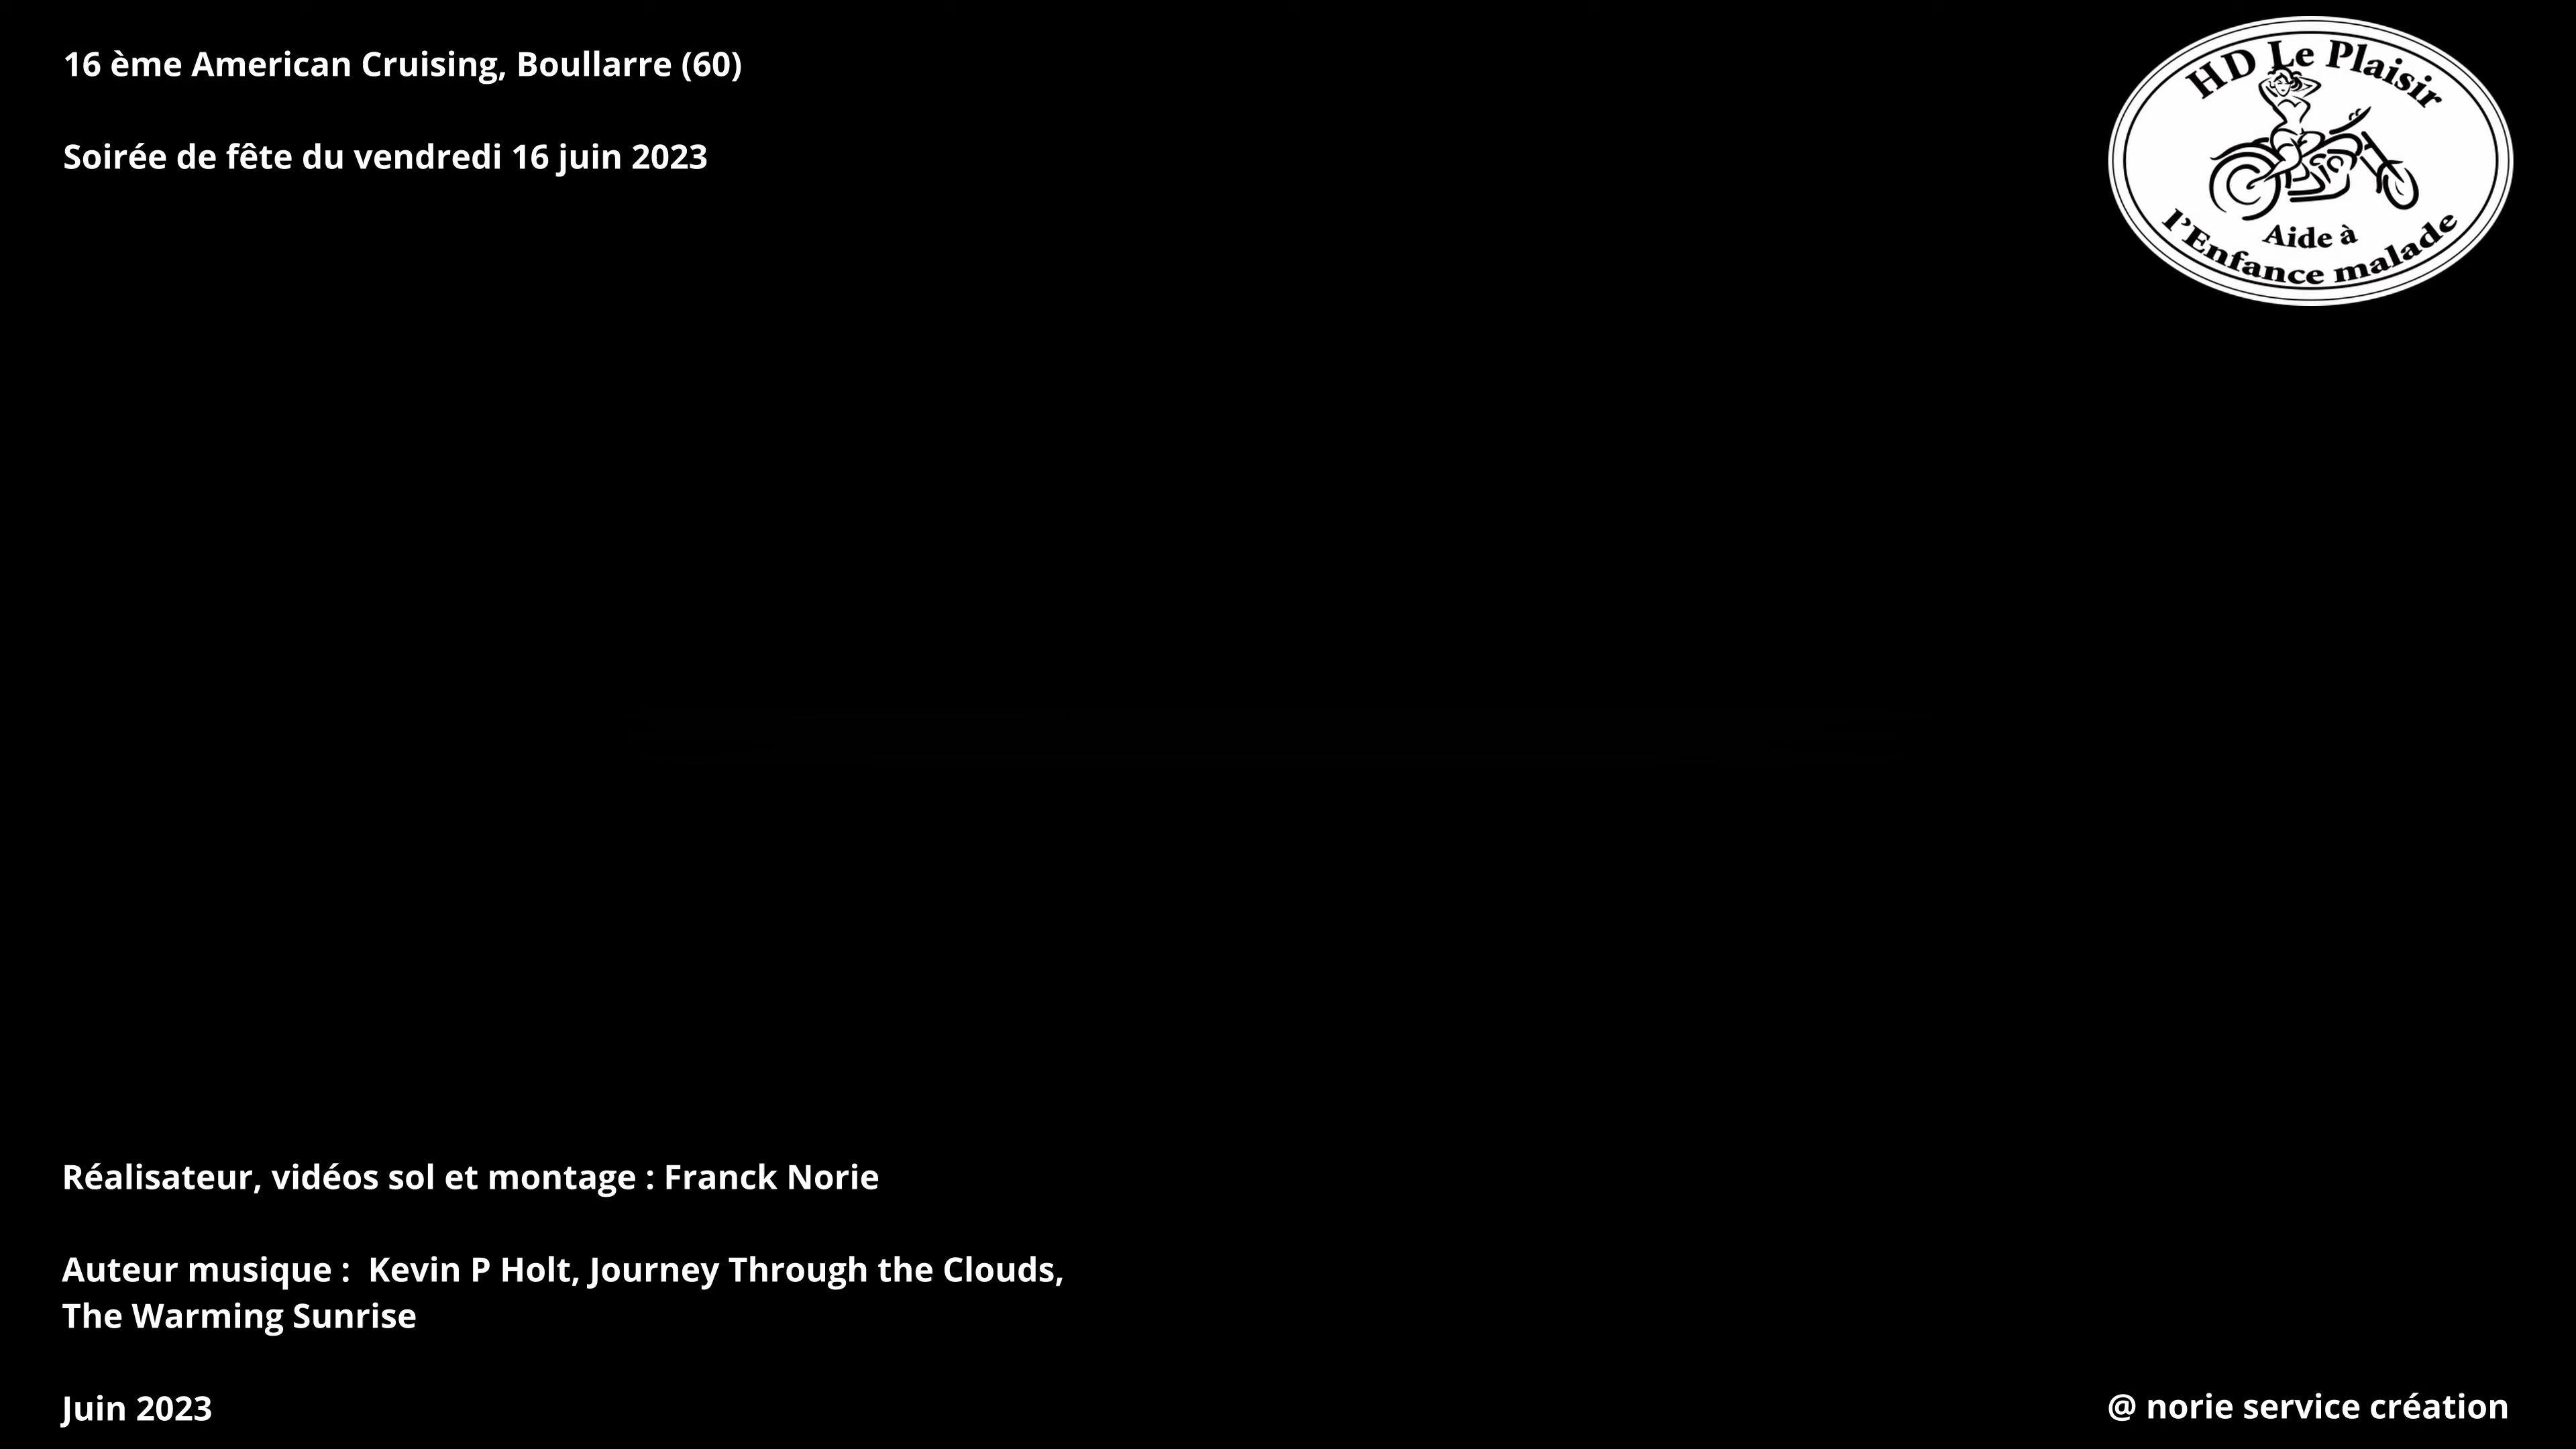 16 ème American Cruising, Boullarre (60)
HD Le Plaisir
Soirée de fête du vendredi 16 juin 2023
Aide à
l'Enfance malade
Réalisateur, vidéos sol et montage : Franck Norie
Auteur musique :  Kevin P Holt, Journey Through the Clouds,
The Warming Sunrise
Juin 2023
@ norie service création